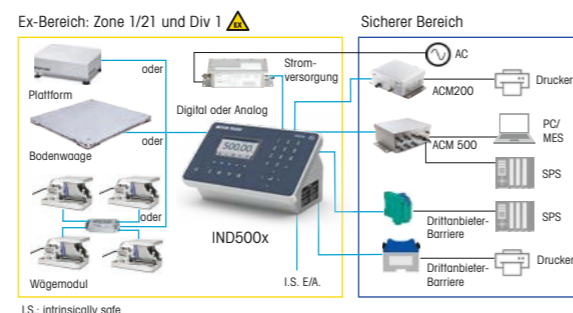 Ex-Bereich: Zone 1/21 und Div 1
EX
Sicherer Bereich
oder
Plattform
oder
Bodenwaage
oder
Wägemodul
Strom-
versorgung
Digital oder Analog
500.00
IND500x
I.S. E/A.
AC
ACM200
Drucker
ACM 500
PC/
MES
SPS
Drittanbieter-
Barriere
SPS
Drittanbieter-
Barriere
Drucker
I.S.: intrinsically safe